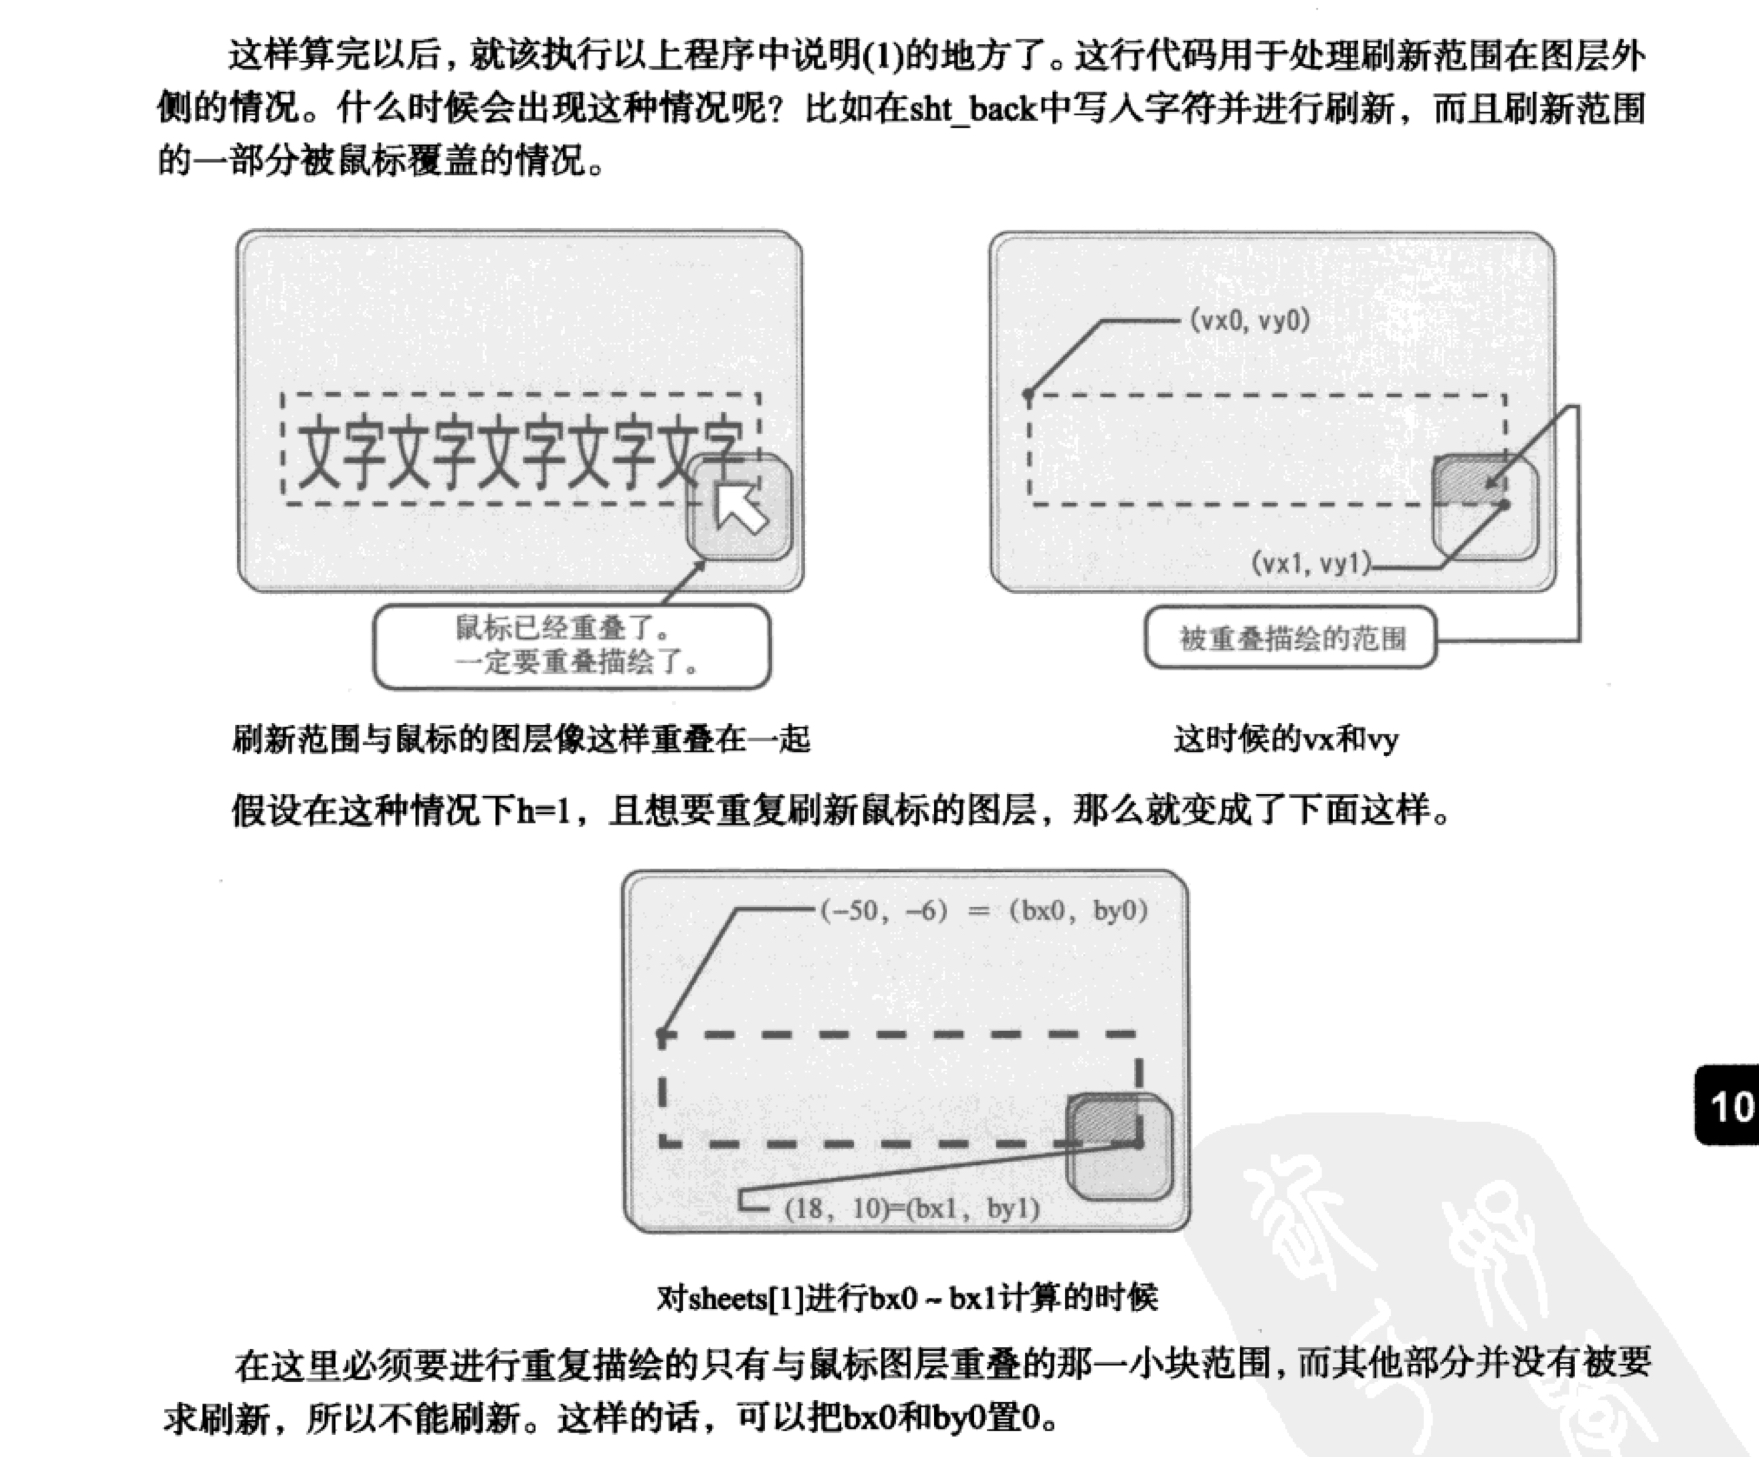 这样算完以后，就该执行以上程序中说明(1)的地方了。这行代码用于处理刷新范围在图层外
侧的情况。什么时候会出现这种情况呢？比如在sht_back中写入字符并进行刷新，而且刷新范围
的一部分被鼠标覆盖的情况。
文字文字文字文字文字
鼠标已经重叠了。
一定要重叠描绘了。
(vx0, vy0)
(vx1, vy1)
被重叠描绘的范围
刷新范围与鼠标的图层像这样重叠在一起
这时候的vx和vy
假设在这种情况下h=1，且想要重复刷新鼠标的图层，那么就变成了下面这样。
(-50, -6) = (bx0, by0)
(18, 10)=(bx1, by1)
10
对sheets[1]进行bx0 ~ bx1计算的时候
在这里必须要进行重复描绘的只有与鼠标图层重叠的那一小块范围，而其他部分并没有被要
求刷新，所以不能刷新。这样的话，可以把bx0和by0置0。